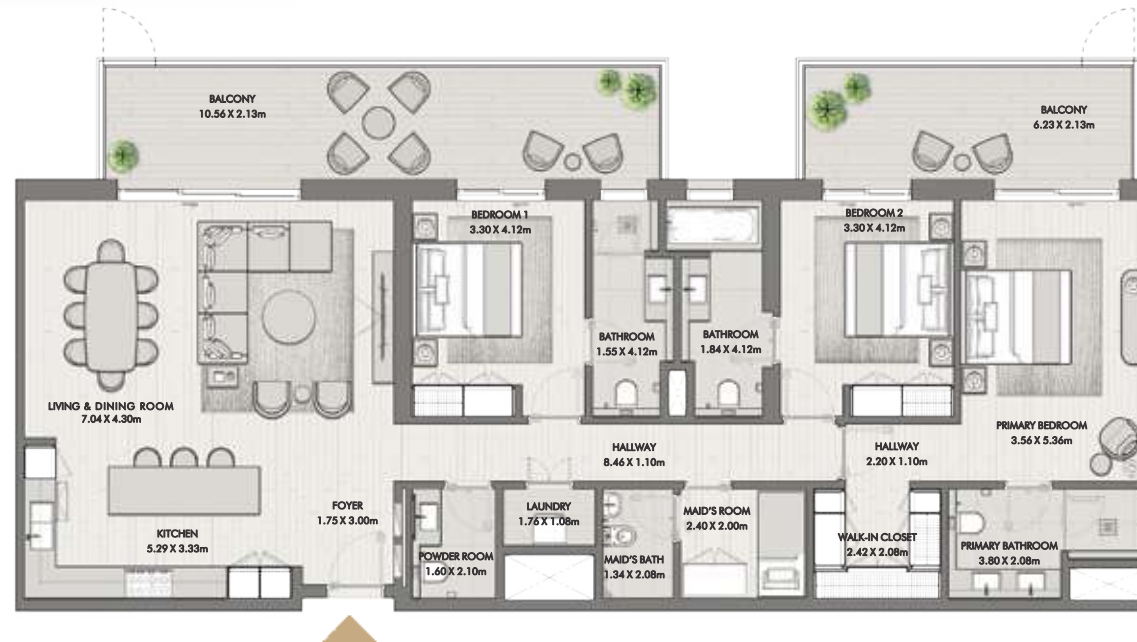 BALCONY
10.56 X 2.13m
BALCONY
6.23 X 2.13m
BEDROOM 1
3.30 X 4.12m
BEDROOM 2
3.30 X 4.12m
BATHROOM
1.55 X 4.12m
BATHROOM
1.84 X 4.12m
LIVING & DINING ROOM
7.04 X 4.30m
PRIMARY BEDROOM
3.56 X 5.36m
HALLWAY
8.46 X 1.10m
HALLWAY
2.20 X 1.10m
FOYER
1.75 X 3.00m
LAUNDRY
1.76 X 1.08m
MAID'S ROOM
2.40 X 2.00m
KITCHEN
5.29 X 3.33m
POWDER ROOM
1.60 X 2.10m
MAID'S BATH
1.34 X 2.08m
WALK-IN CLOSET
2.42 X 2.08m
PRIMARY BATHROOM
3.80 X 2.08m